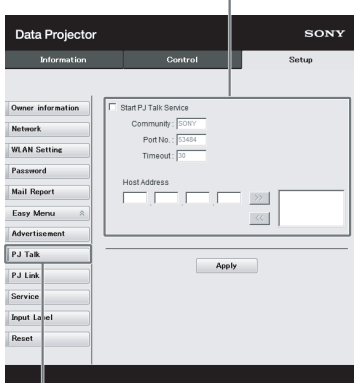 Data Projector
SONY
Information
Control
Setup
Owner information
Network
WLAN Setting
Password
Mail Report
Easy Menu
Advertisement
PJ Talk
PJ Link
Service
Input Label
Reset
Start PJ Talk Service
Community : SONY
Port No. : 53484
Timeout : 30
Host Address
. . .
>>
<<
Apply